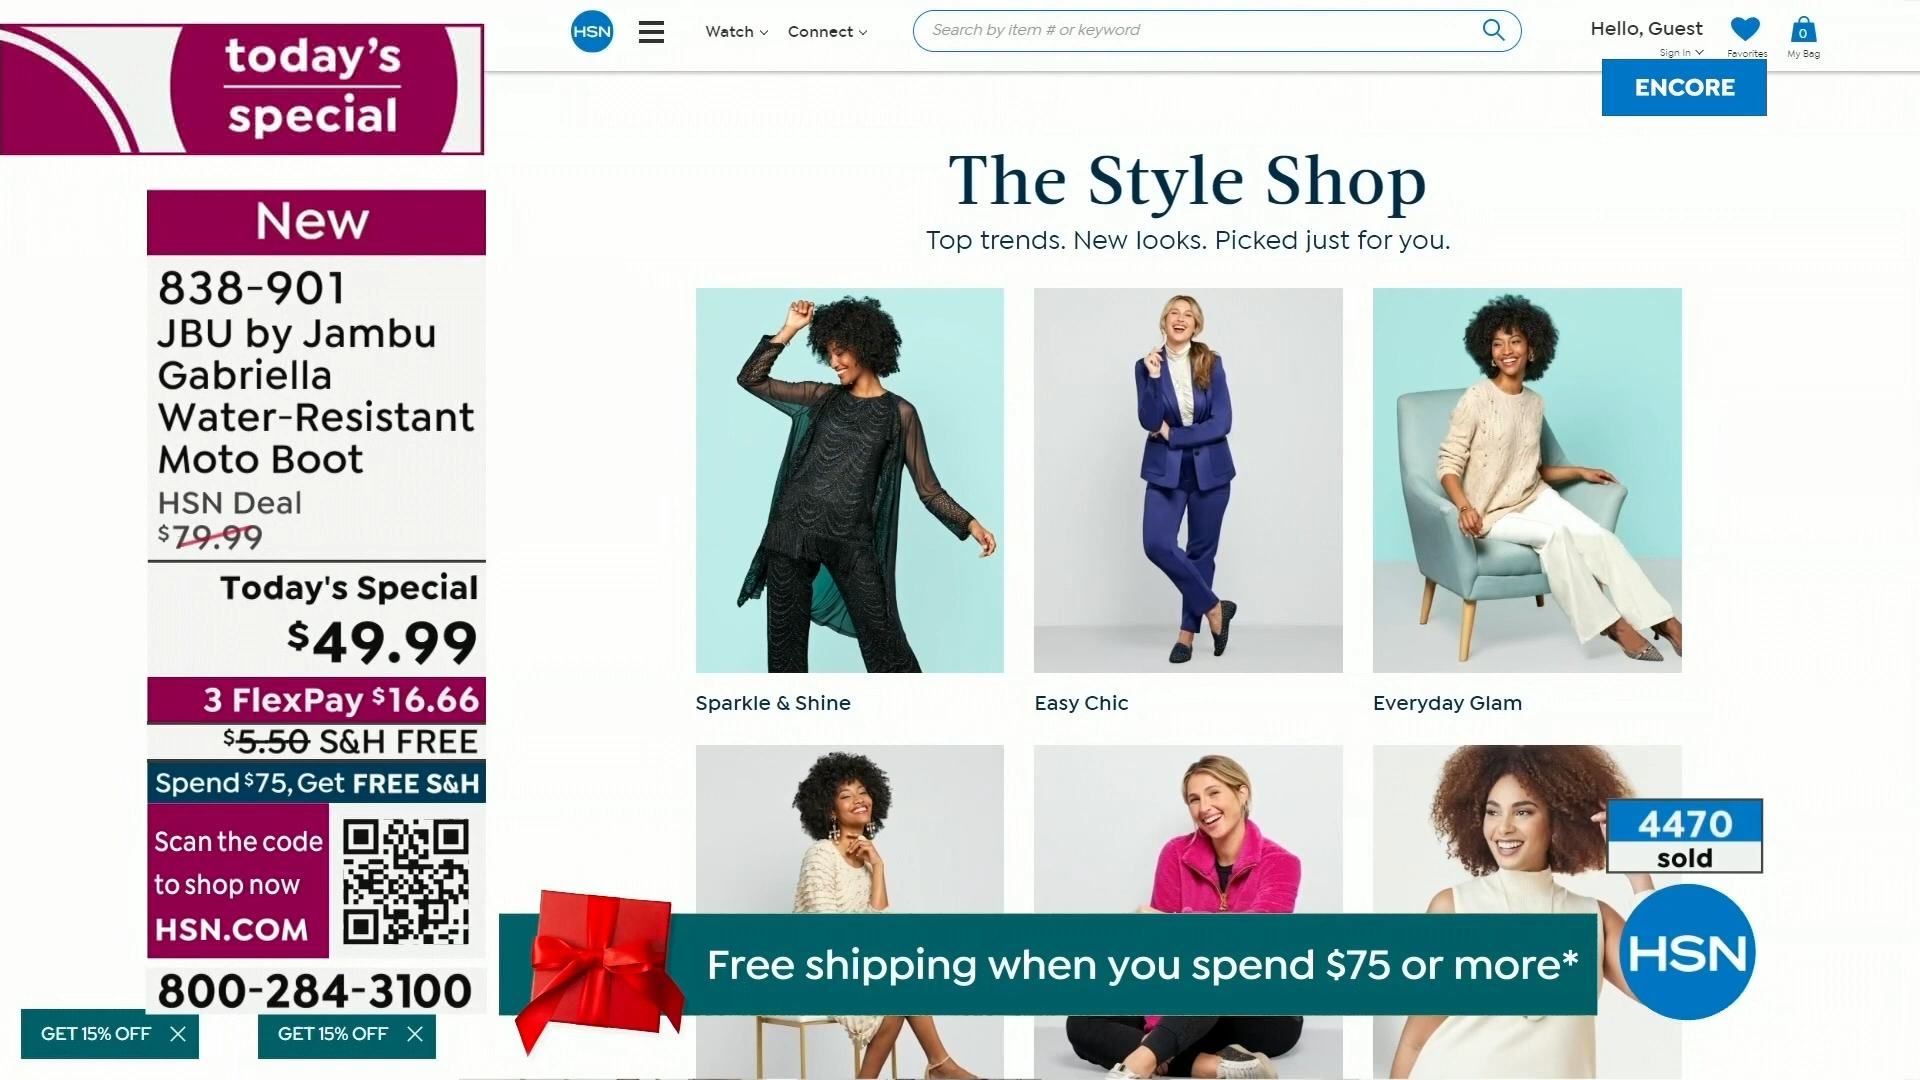 today's
special
New
838-901
JBU by Jambu
Gabriella
Water-Resistant
Moto Boot
HSN Deal
$79.99
Today's Special
$49.99
3 FlexPay $16.66
$5.50 S&H FREE
Spend $75, Get FREE S&H
Scan the code
to shop now
HSN.COM
800-284-3100
GET 15% OFF
GET 15% OFF
HSN
Watch
Connect
Search by item # or keyword
Hello, Guest
Sign In
Favorites
0
My Bag
ENCORE
The Style Shop
Top trends. New looks. Picked just for you.
Sparkle & Shine
Easy Chic
Everyday Glam
4470
sold
Free shipping when you spend $75 or more*
HSN